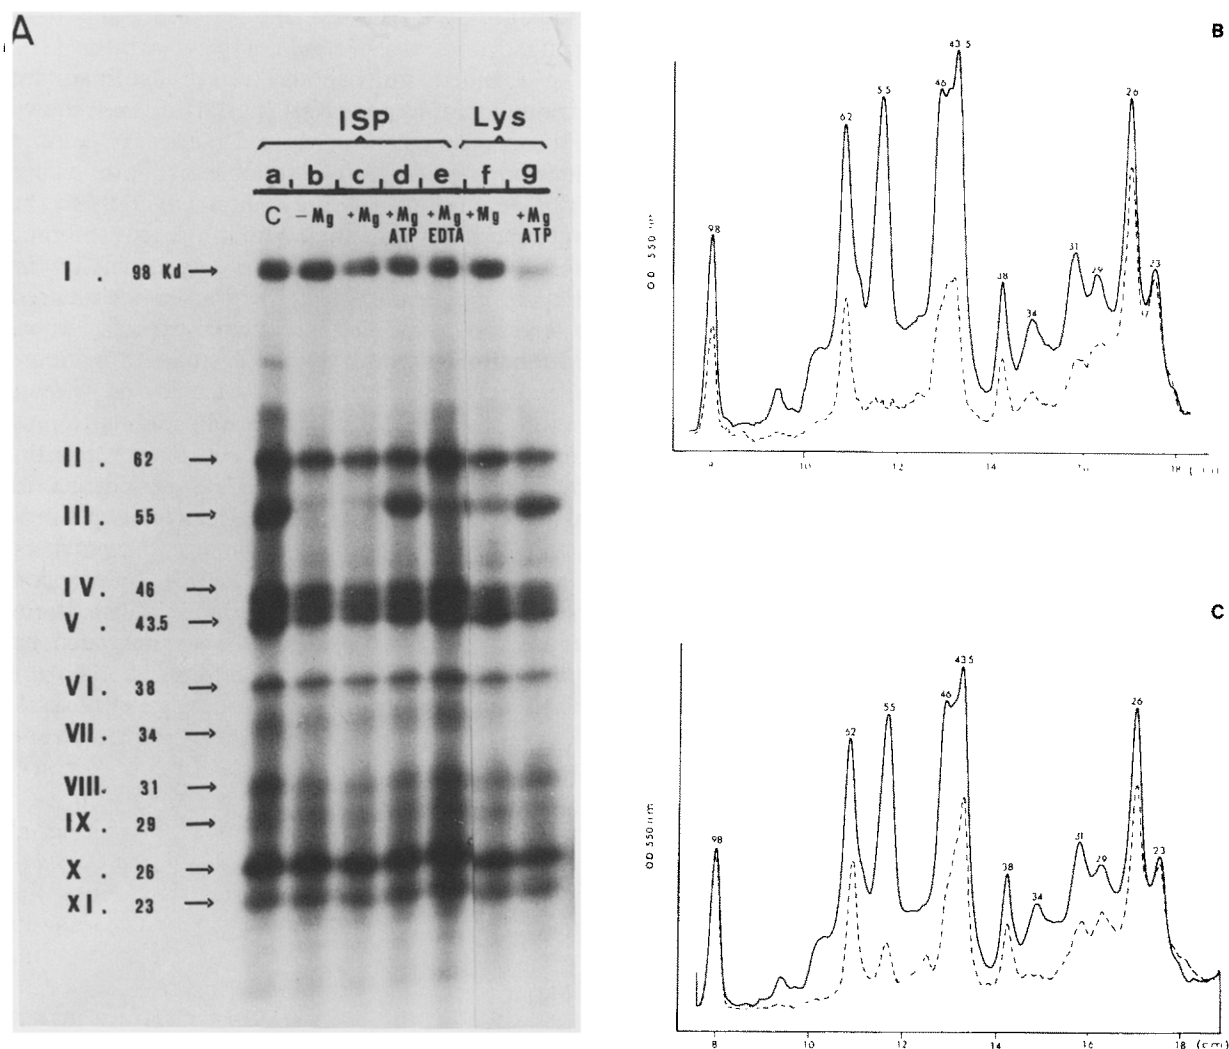 A
ISP Lys
a b c d e f g
C −Mg +Mg +Mg +Mg +Mg +Mg
ATP EDTA ATP
I . 98 Kd →
II . 62 →
III . 55 →
IV . 46 →
V . 43.5 →
VI . 38 →
VII . 34 →
VIII . 31 →
IX . 29 →
X . 26 →
XI . 23 →
B
OD 550 nm
98 62 55 46 43.5 38 34 31 29 26 23
10 12 14 16 18 (cm)
C
OD 550 nm
98 62 55 46 43.5 38 34 31 29 26 23
8 10 12 14 16 18 (cm)